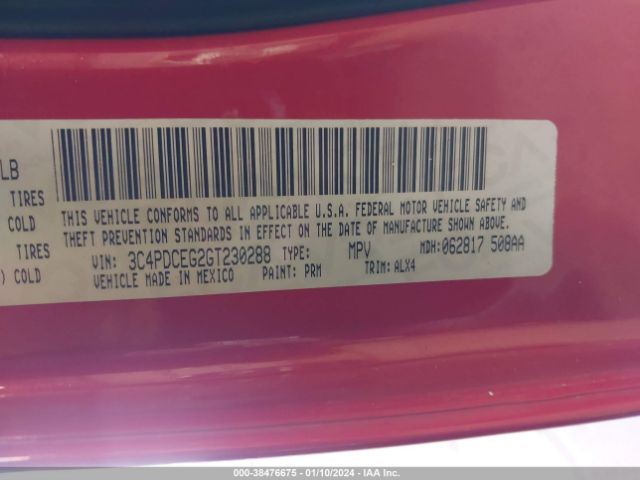 LB
TIRES
COLD
TIRES
) COLD
THIS VEHICLE CONFORMS TO ALL APPLICABLE U.S.A. FEDERAL MOTOR VEHICLE SAFETY AND
THEFT PREVENTION STANDARDS IN EFFECT ON THE DATE OF MANUFACTURE SHOWN ABOVE.
VIN: 3C4PDCEG2GT230288 TYPE: MPV MDH: 062817 508AA
VEHICLE MADE IN MEXICO PAINT: PRM TRIM: ALX4
000-38476675 - 01/10/2024 - IAA Inc.